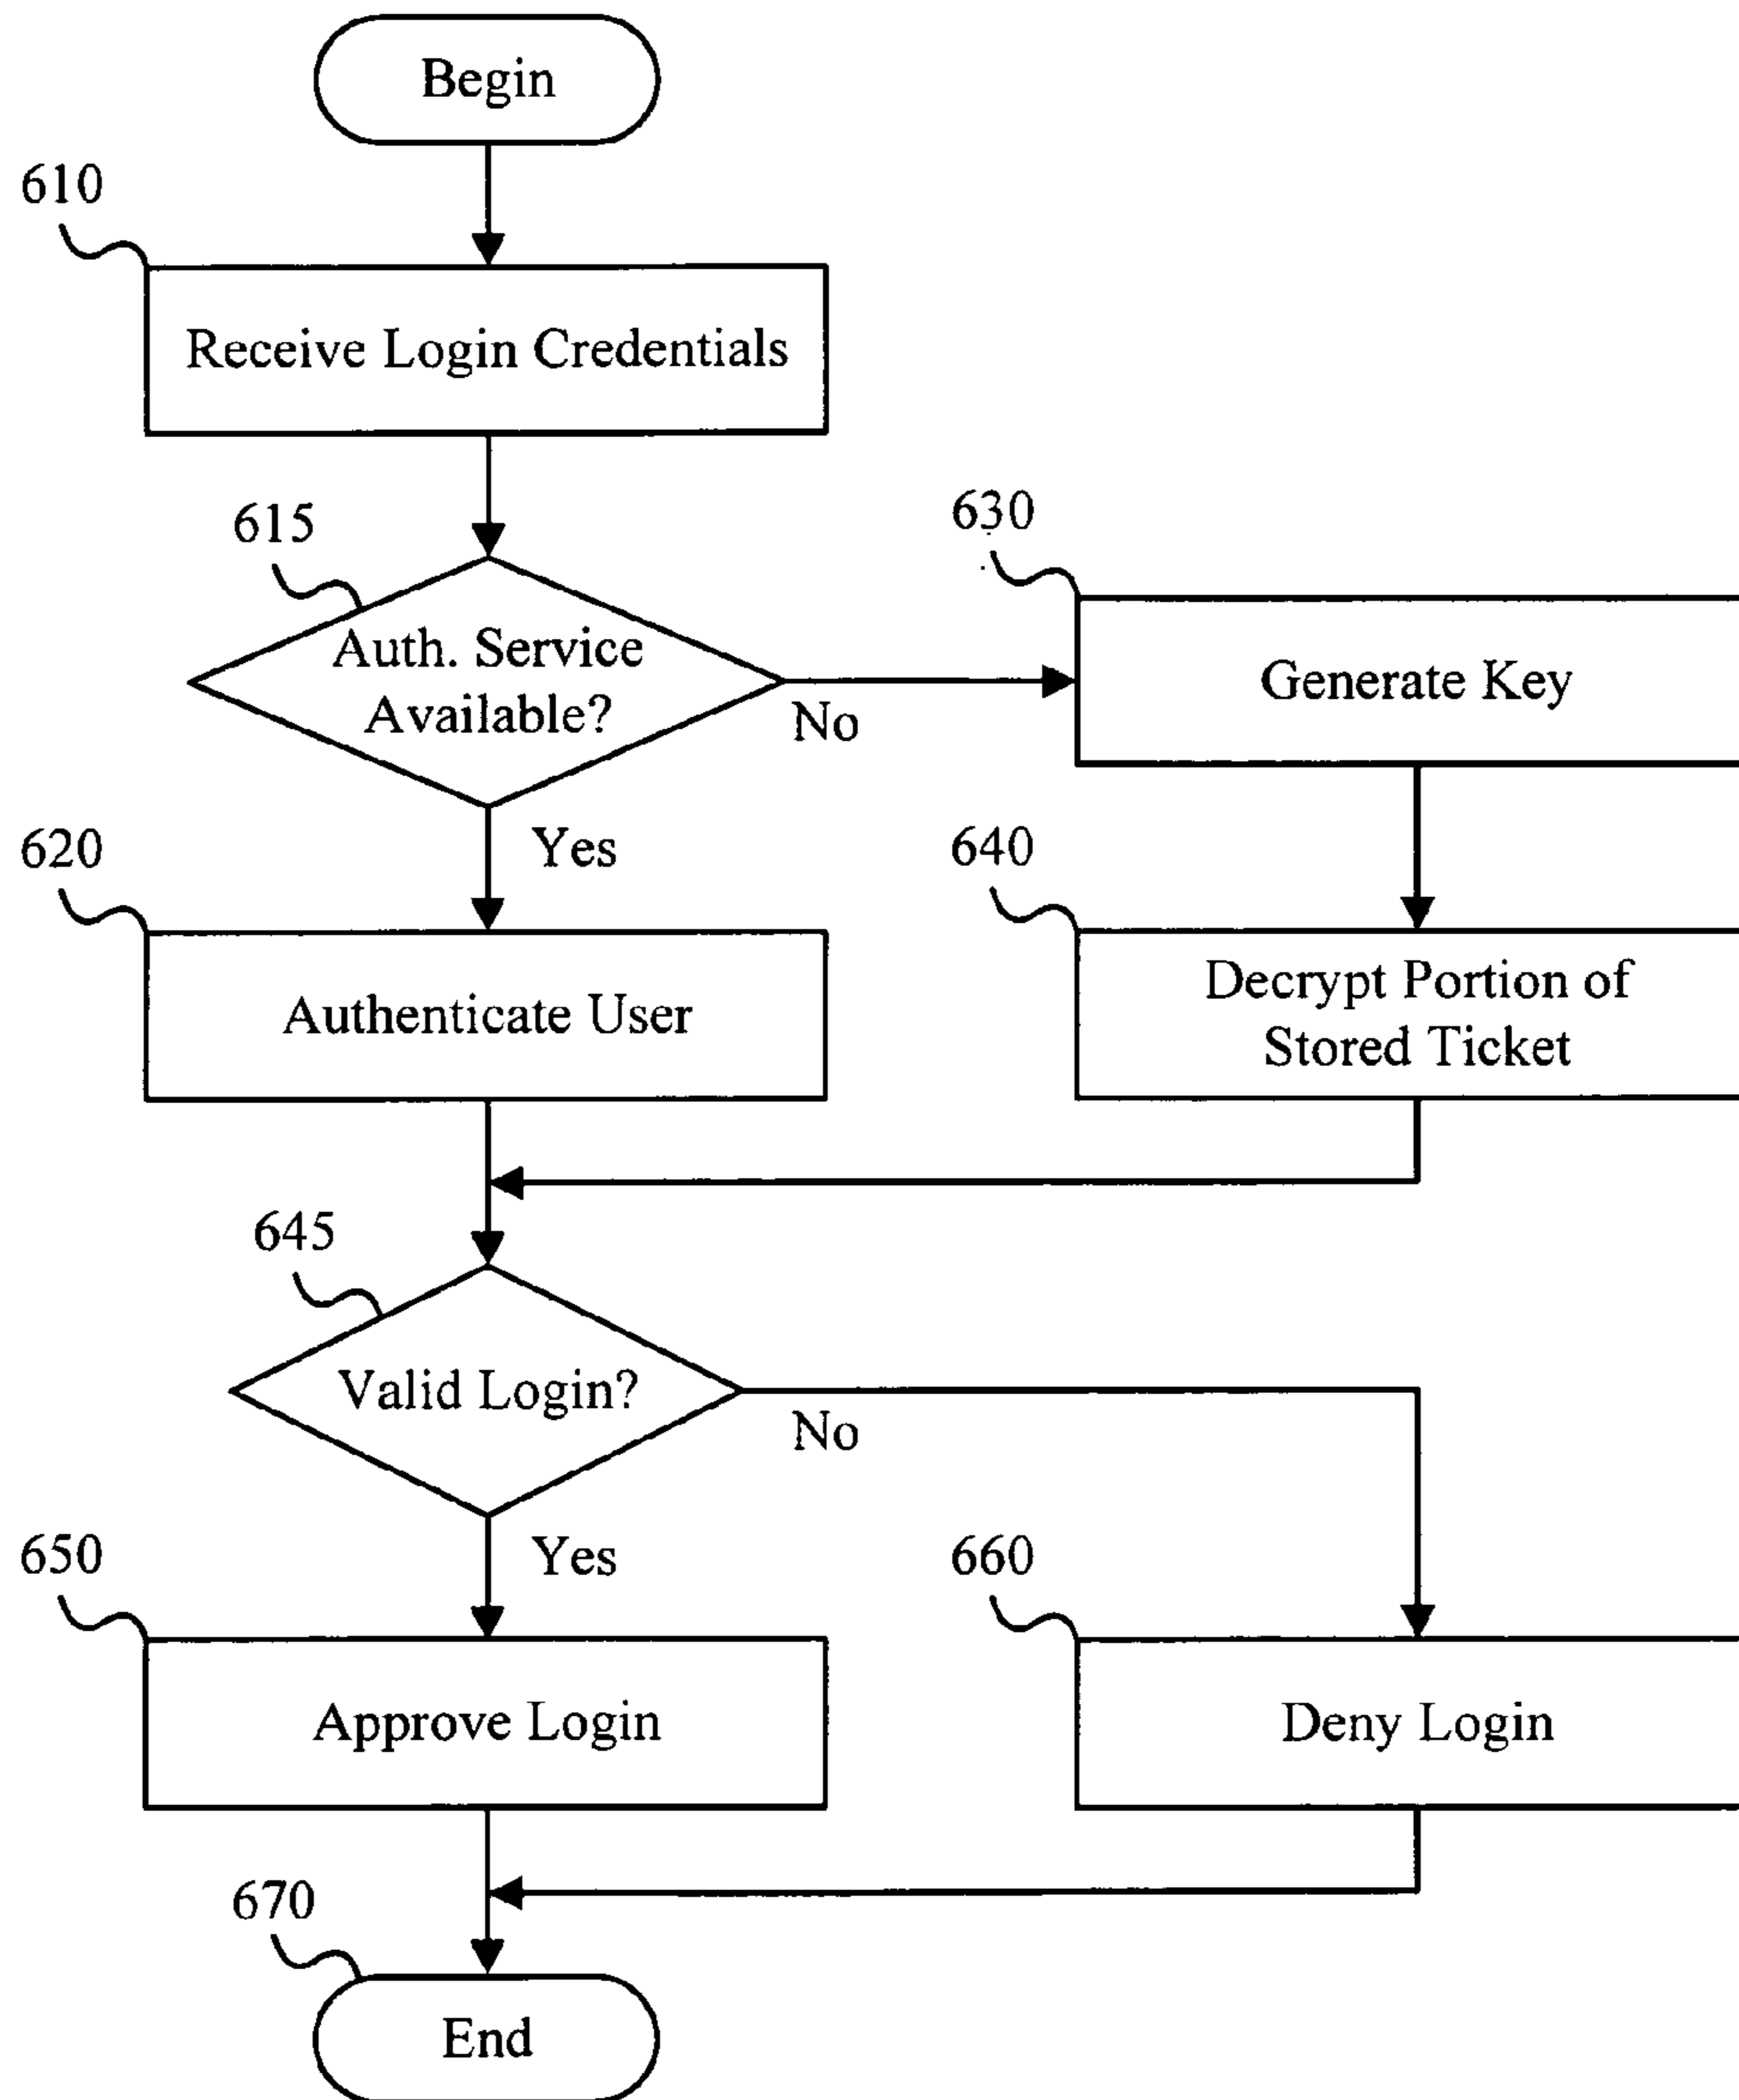 Begin
610
Receive Login Credentials
615
Auth. Service
Available?
No
Yes
630
Generate Key
620
Authenticate User
640
Decrypt Portion of
Stored Ticket
645
Valid Login?
No
Yes
650
Approve Login
660
Deny Login
670
End